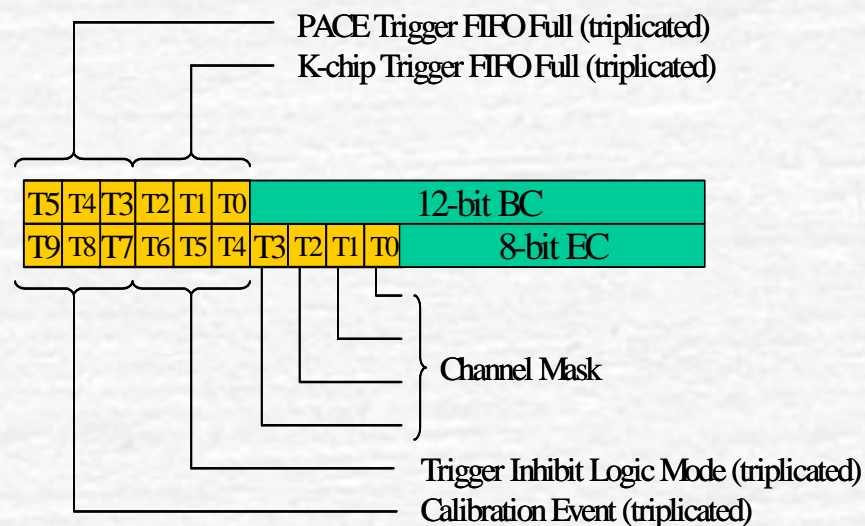 PACE Trigger FIFO Full (triplicated)
K-chip Trigger FIFO Full (triplicated)
T5 T4 T3 T2 T1 T0 12-bit BC
T9 T8 T7 T6 T5 T4 T3 T2 T1 T0 8-bit EC
Channel Mask
Trigger Inhibit Logic Mode (triplicated)
Calibration Event (triplicated)